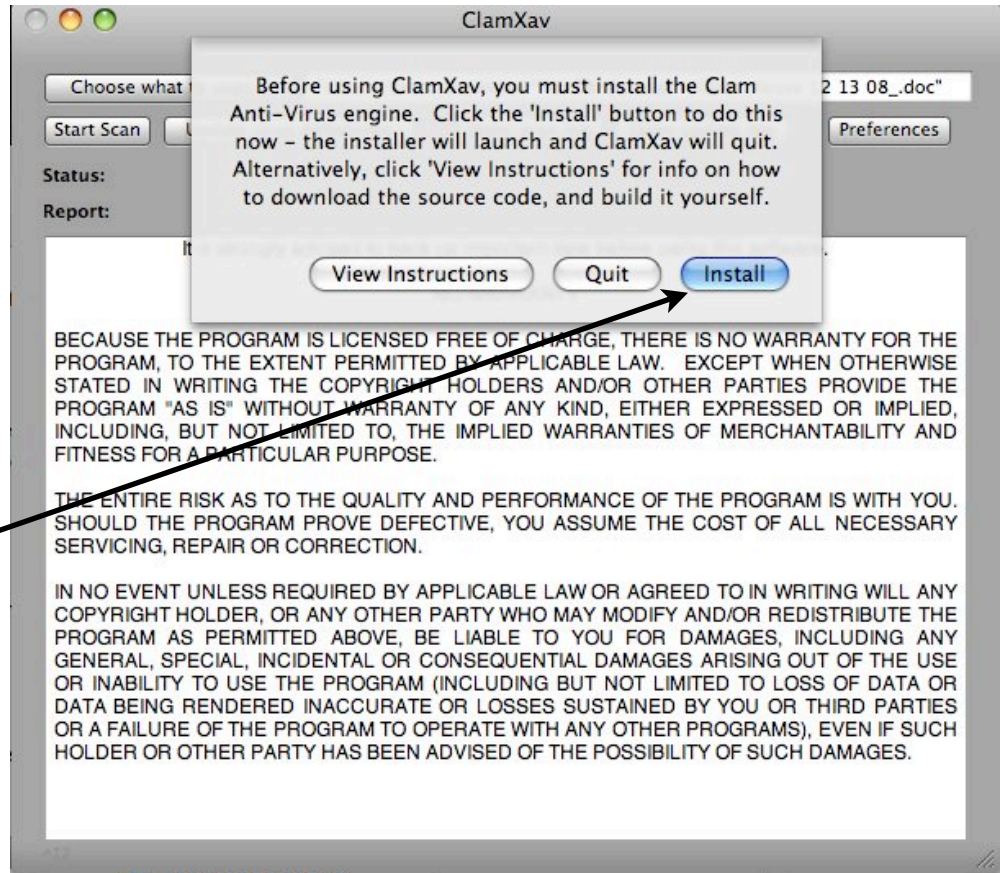 ClamXav
Before using ClamXav, you must install the Clam
Anti-Virus engine. Click the 'Install' button to do this
now – the installer will launch and ClamXav will quit.
Alternatively, click 'View Instructions' for info on how
to download the source code, and build it yourself.
View Instructions Quit Install
Choose what 2 13 08_.doc"
Start Scan U Preferences
Status:
Report:
It .
BECAUSE THE PROGRAM IS LICENSED FREE OF CHARGE, THERE IS NO WARRANTY FOR THE
PROGRAM, TO THE EXTENT PERMITTED BY APPLICABLE LAW. EXCEPT WHEN OTHERWISE
STATED IN WRITING THE COPYRIGHT HOLDERS AND/OR OTHER PARTIES PROVIDE THE
PROGRAM "AS IS" WITHOUT WARRANTY OF ANY KIND, EITHER EXPRESSED OR IMPLIED,
INCLUDING, BUT NOT LIMITED TO, THE IMPLIED WARRANTIES OF MERCHANTABILITY AND
FITNESS FOR A PARTICULAR PURPOSE.
THE ENTIRE RISK AS TO THE QUALITY AND PERFORMANCE OF THE PROGRAM IS WITH YOU.
SHOULD THE PROGRAM PROVE DEFECTIVE, YOU ASSUME THE COST OF ALL NECESSARY
SERVICING, REPAIR OR CORRECTION.
IN NO EVENT UNLESS REQUIRED BY APPLICABLE LAW OR AGREED TO IN WRITING WILL ANY
COPYRIGHT HOLDER, OR ANY OTHER PARTY WHO MAY MODIFY AND/OR REDISTRIBUTE THE
PROGRAM AS PERMITTED ABOVE, BE LIABLE TO YOU FOR DAMAGES, INCLUDING ANY
GENERAL, SPECIAL, INCIDENTAL OR CONSEQUENTIAL DAMAGES ARISING OUT OF THE USE
OR INABILITY TO USE THE PROGRAM (INCLUDING BUT NOT LIMITED TO LOSS OF DATA OR
DATA BEING RENDERED INACCURATE OR LOSSES SUSTAINED BY YOU OR THIRD PARTIES
OR A FAILURE OF THE PROGRAM TO OPERATE WITH ANY OTHER PROGRAMS), EVEN IF SUCH
HOLDER OR OTHER PARTY HAS BEEN ADVISED OF THE POSSIBILITY OF SUCH DAMAGES.